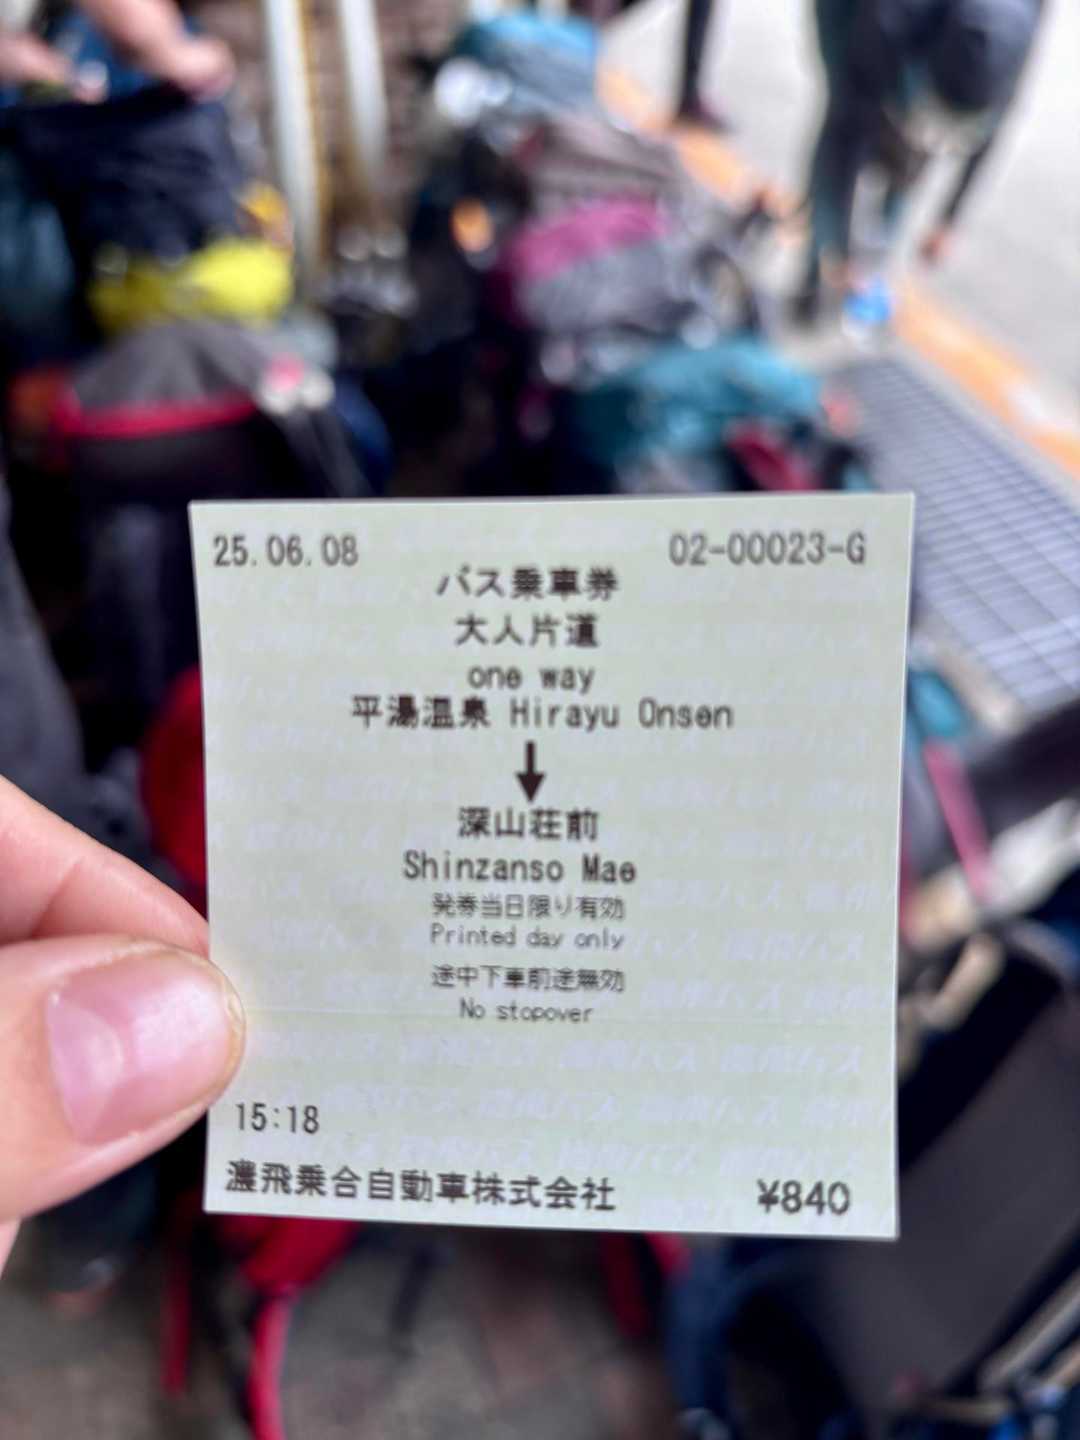 25.06.08 02-00023-G
バス乗車券
大人片道
one way
平湯温泉 Hirayu Onsen
深山荘前
Shinzanso Mae
発券当日限り有効
Printed day only
途中下車前途無効
No stopover
15:18
濃飛乗合自動車株式会社 ¥840